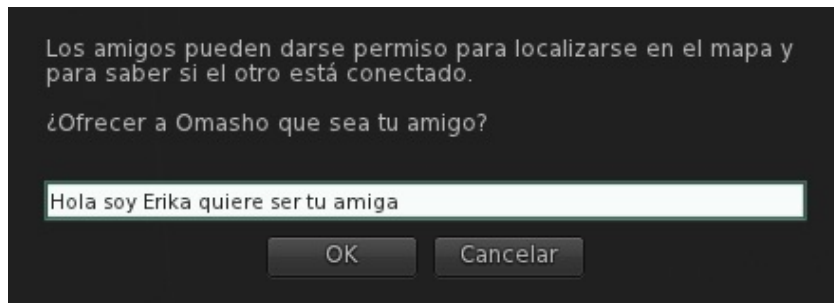 Los amigos pueden darse permiso para localizarse en el mapa y
para saber si el otro está conectado.
¿Ofrecer a Omasho que sea tu amigo?
Hola soy Erika quiere ser tu amiga
OK
Cancelar